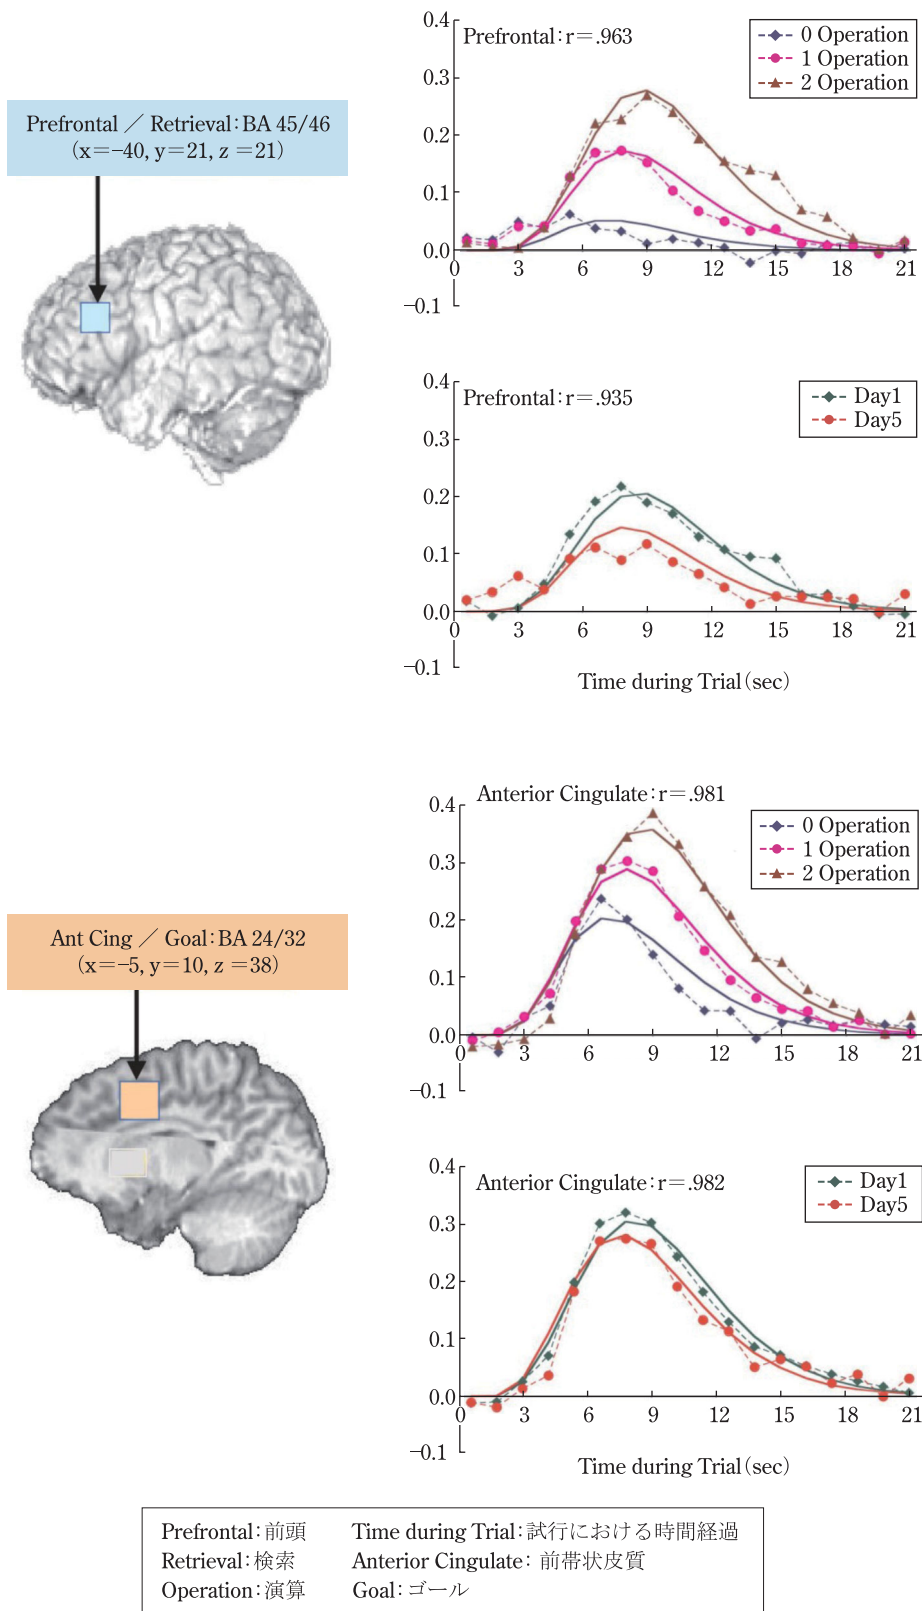 0.4
Prefrontal:r=.963
0 Operation
1 Operation
2 Operation
0.3
0.2
0.1
0.0
0 3 6 9 12 15 18 21
−0.1
Prefrontal ／ Retrieval:BA 45/46
(x=−40, y=21, z =21)
0.4
Prefrontal:r=.935
Day1
Day5
0.3
0.2
0.1
0.0
0 3 6 9 12 15 18 21
−0.1
Time during Trial(sec)
0.4
Anterior Cingulate:r=.981
0 Operation
1 Operation
2 Operation
0.3
0.2
0.1
0.0
0 3 6 9 12 15 18 21
−0.1
Ant Cing ／ Goal:BA 24/32
(x=−5, y=10, z =38)
0.4
Anterior Cingulate:r=.982
Day1
Day5
0.3
0.2
0.1
0.0
0 3 6 9 12 15 18 21
−0.1
Time during Trial(sec)
Prefrontal:前頭 Time during Trial:試行における時間経過
Retrieval:検索 Anterior Cingulate: 前帯状皮質
Operation:演算 Goal:ゴール